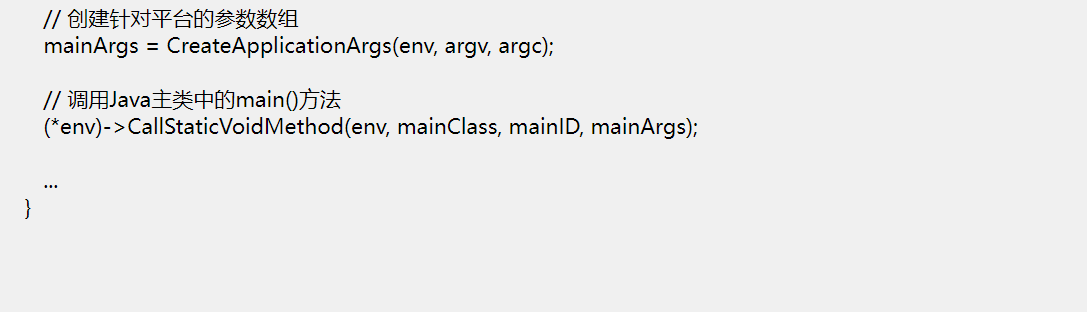 // 创建针对平台的参数数组
mainArgs = CreateApplicationArgs(env, argv, argc);
// 调用Java主类中的main()方法
(*env)->CallStaticVoidMethod(env, mainClass, mainID, mainArgs);
...
}